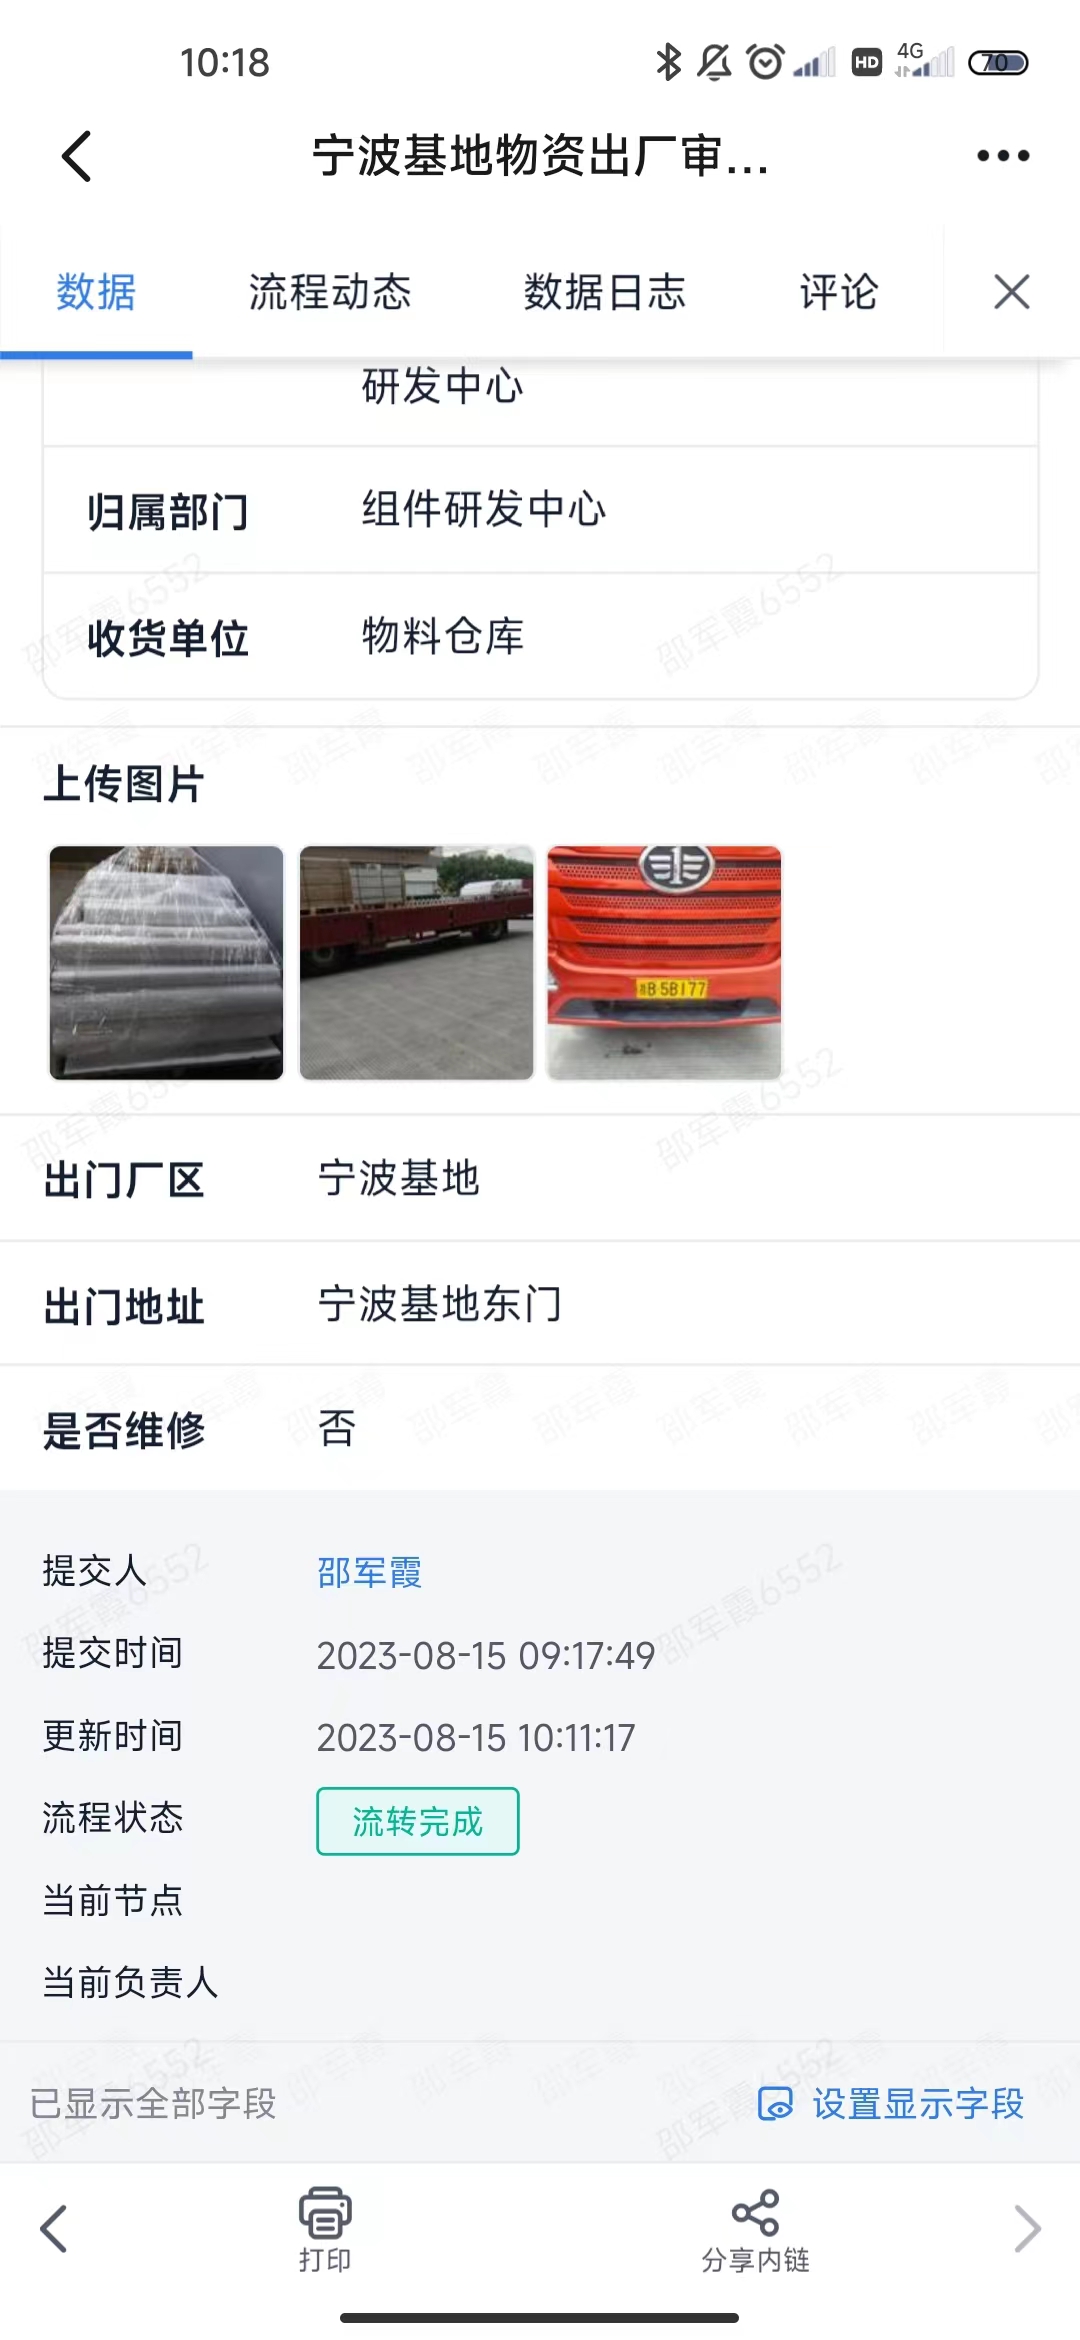 10:18
HD
4G
70
宁波基地物资出厂审...
数据 流程动态 数据日志 评论
研发中心
归属部门 组件研发中心
收货单位 物料仓库
上传图片
B 5B177
出门厂区 宁波基地
出门地址 宁波基地东门
是否维修 否
提交人 邵军霞
提交时间 2023-08-15 09:17:49
更新时间 2023-08-15 10:11:17
流程状态 流转完成
当前节点
当前负责人
已显示全部字段 设置显示字段
打印 分享内链
邵军霞6552